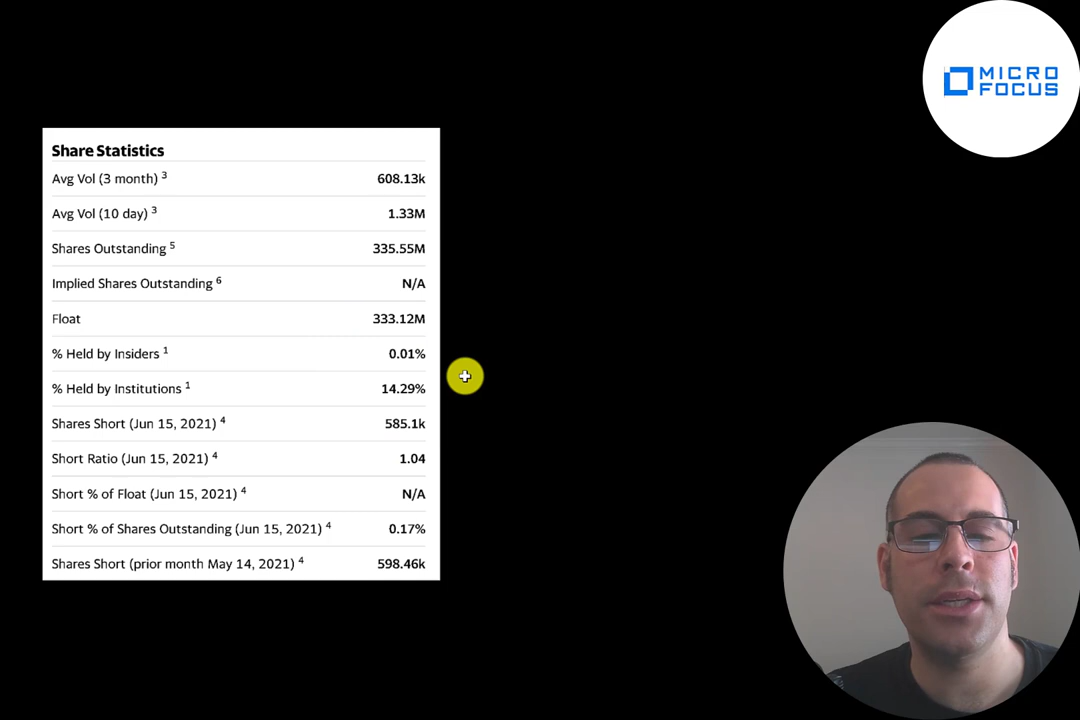 MICRO
FOCUS
Share Statistics
Avg Vol (3 month) 3 608.13k
Avg Vol (10 day) 3 1.33M
Shares Outstanding 5 335.55M
Implied Shares Outstanding 6 N/A
Float 333.12M
% Held by Insiders 1 0.01%
% Held by Institutions 1 14.29%
Shares Short (Jun 15, 2021) 4 585.1k
Short Ratio (Jun 15, 2021) 4 1.04
Short % of Float (Jun 15, 2021) 4 N/A
Short % of Shares Outstanding (Jun 15, 2021) 4 0.17%
Shares Short (prior month May 14, 2021) 4 598.46k